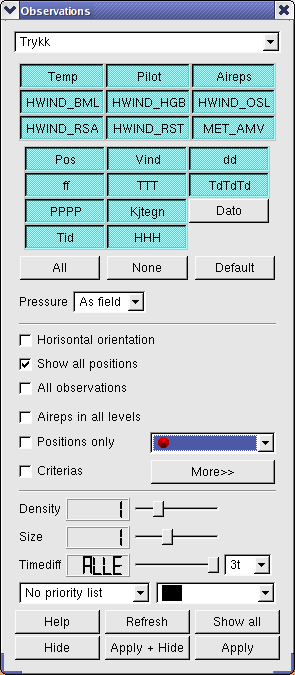 Observations
Trykk
Temp Pilot Aireps
HWIND_BML HWIND_HGB HWIND_OSL
HWIND_RSA HWIND_RST MET_AMV
Pos Vind dd
ff TTT TdTdTd
PPPP Kjtegn Dato
Tid HHH
All None Default
Pressure As field
Horisontal orientation
Show all positions
All observations
Aireps in all levels
Positions only
Criterias More>>
Density 1
Size 1
Timediff ALLE 3t
No priority list
Help Refresh Show all
Hide Apply + Hide Apply